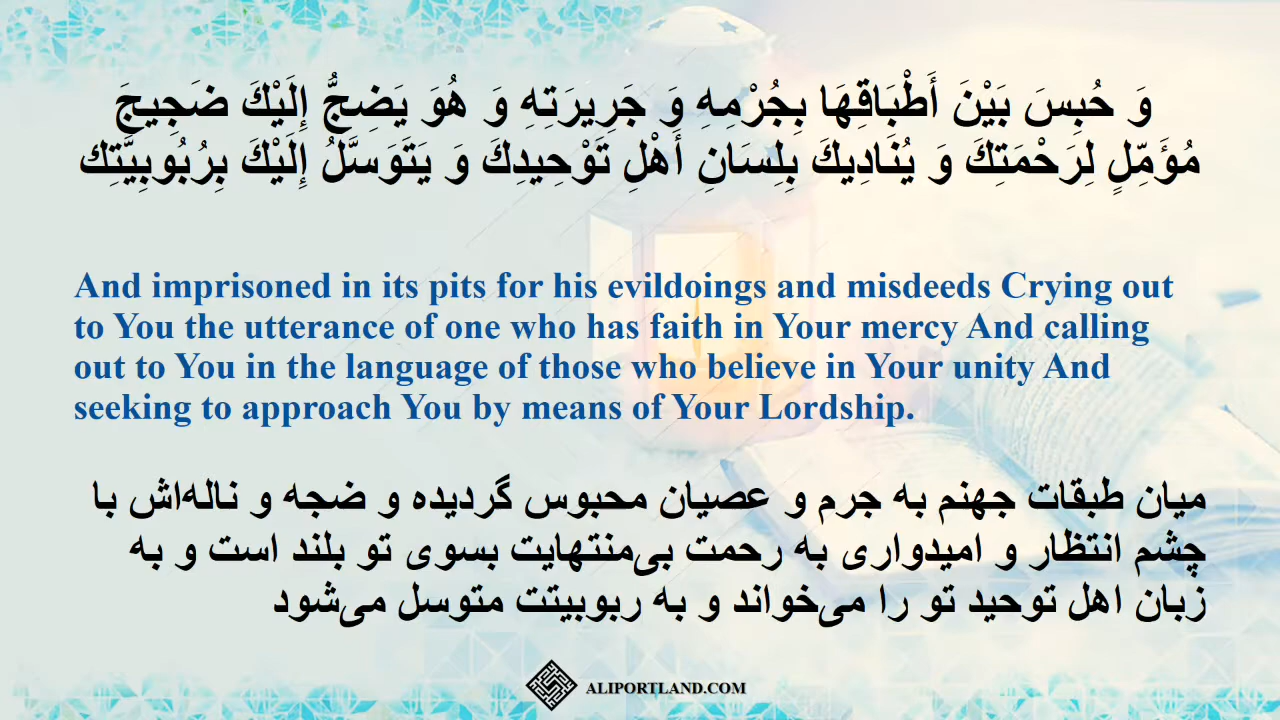 وَ حُبِسَ بَيْنَ أَطْبَاقِهَا بِجُرْمِهِ وَ جَرِيرَتِهِ وَ هُوَ يَضِجُّ إِلَيْكَ ضَجِيجَ
مُؤَمِّلٍ لِرَحْمَتِكَ وَ يُنَادِيكَ بِلِسَانِ أَهْلِ تَوْحِيدِكَ وَ يَتَوَسَّلُ إِلَيْكَ بِرُبُوبِيَّتِك
And imprisoned in its pits for his evildoings and misdeeds Crying out
to You the utterance of one who has faith in Your mercy And calling
out to You in the language of those who believe in Your unity And
seeking to approach You by means of Your Lordship.
میان طبقات جهنم به جرم و عصیان محبوس گردیده و ضجه و ناله‌اش با
چشم انتظار و امیدواری به رحمت بی‌منتهایت بسوی تو بلند است و به
زبان اهل توحید تو را می‌خواند و به ربوبیتت متوسل می‌شود
ALIPORTLAND.COM